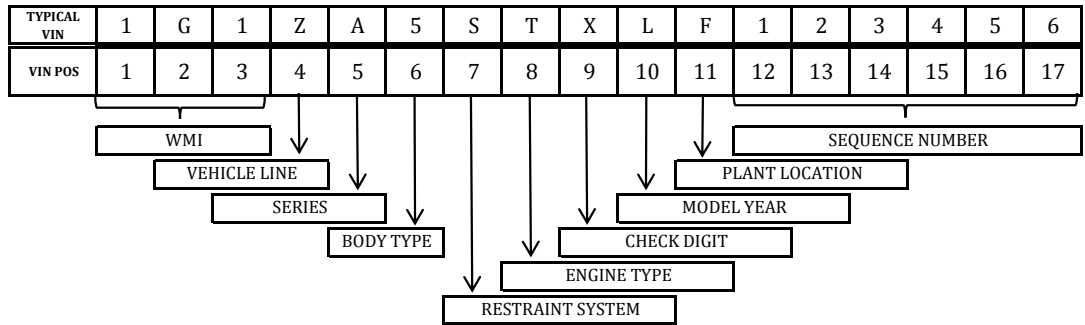 TYPICAL VIN 1 G 1 Z A 5 S T X L F 1 2 3 4 5 6
VIN POS 1 2 3 4 5 6 7 8 9 10 11 12 13 14 15 16 17
WMI SEQUENCE NUMBER
VEHICLE LINE PLANT LOCATION
SERIES MODEL YEAR
BODY TYPE CHECK DIGIT
ENGINE TYPE
RESTRAINT SYSTEM